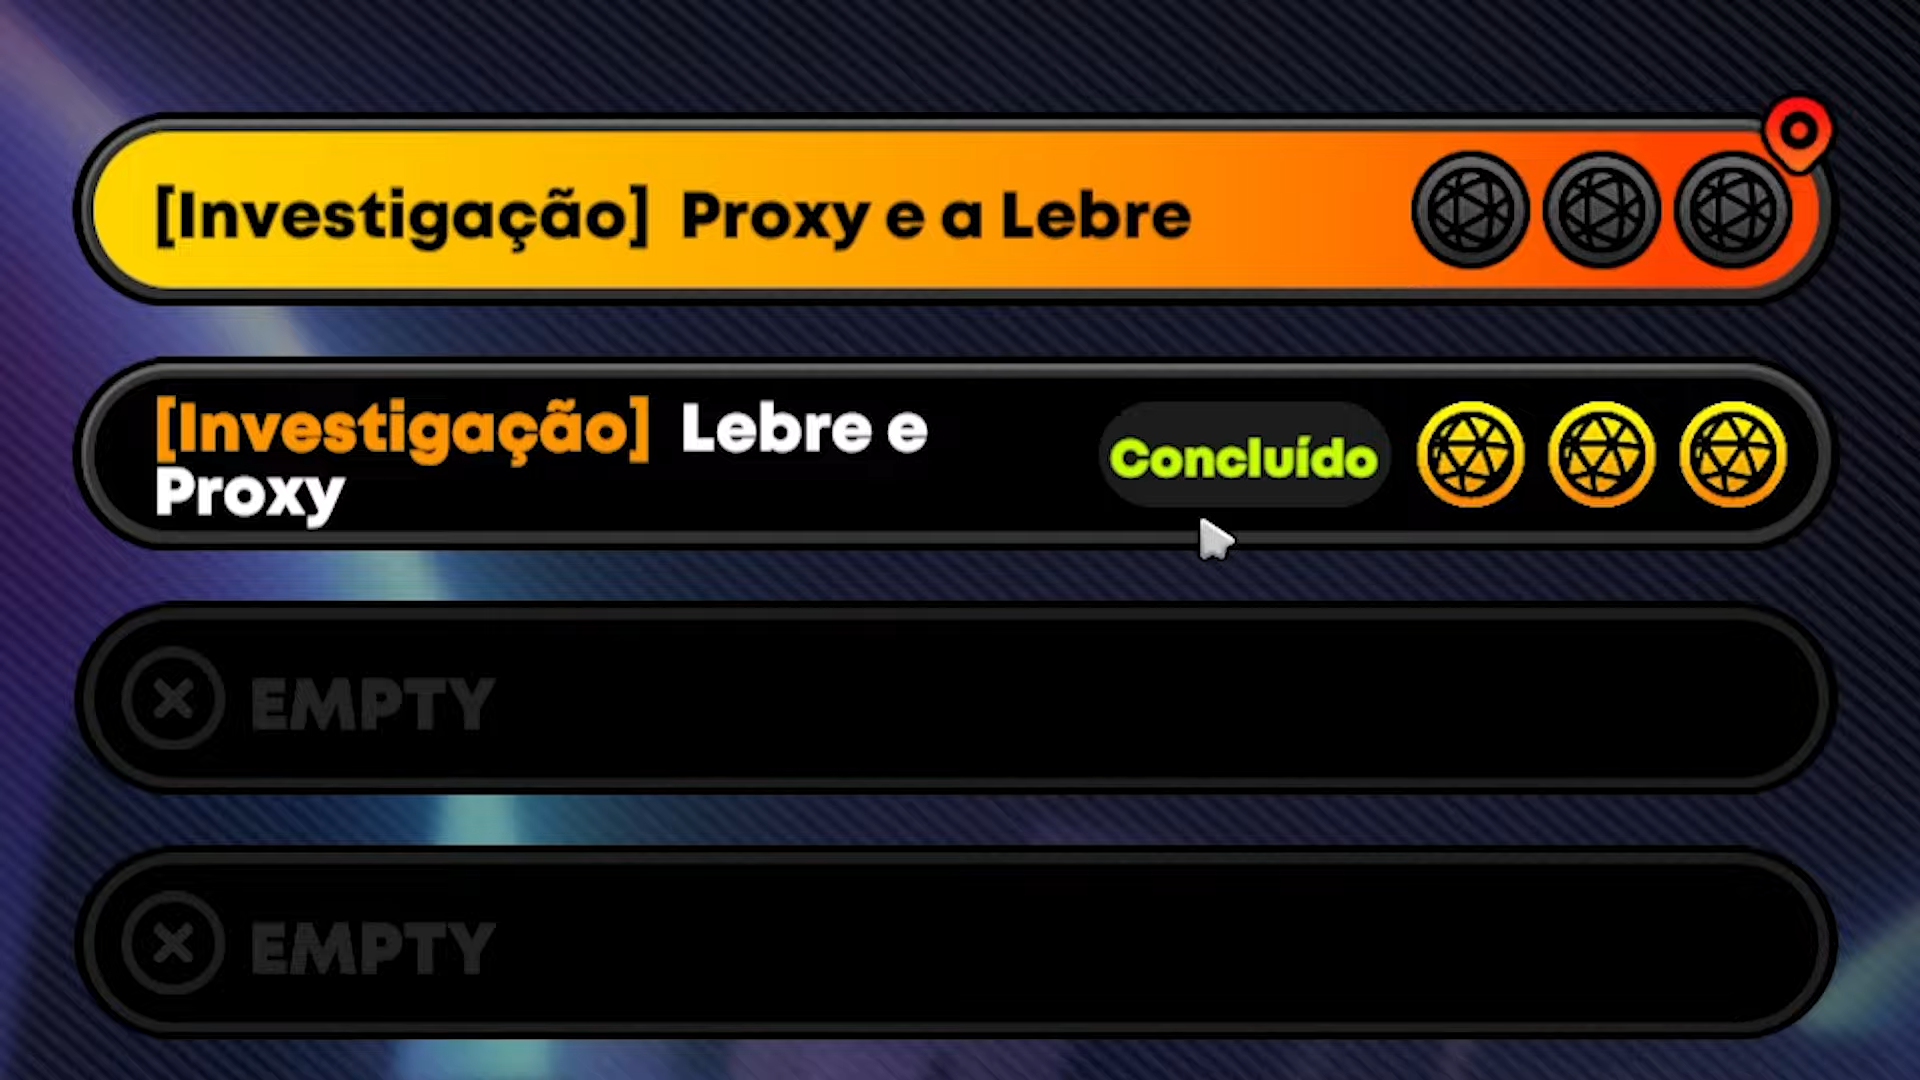 [Investigação] Proxy e a Lebre
[Investigação] Lebre e
Proxy
Concluído
EMPTY
EMPTY